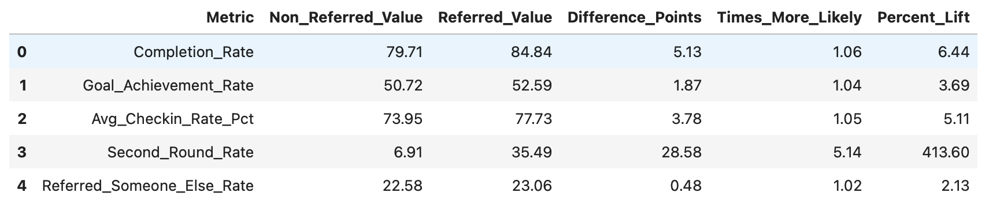 Metric Non_Referred_Value Referred_Value Difference_Points Times_More_Likely Percent_Lift
0 Completion_Rate 79.71 84.84 5.13 1.06 6.44
1 Goal_Achievement_Rate 50.72 52.59 1.87 1.04 3.69
2 Avg_Checkin_Rate_Pct 73.95 77.73 3.78 1.05 5.11
3 Second_Round_Rate 6.91 35.49 28.58 5.14 413.60
4 Referred_Someone_Else_Rate 22.58 23.06 0.48 1.02 2.13